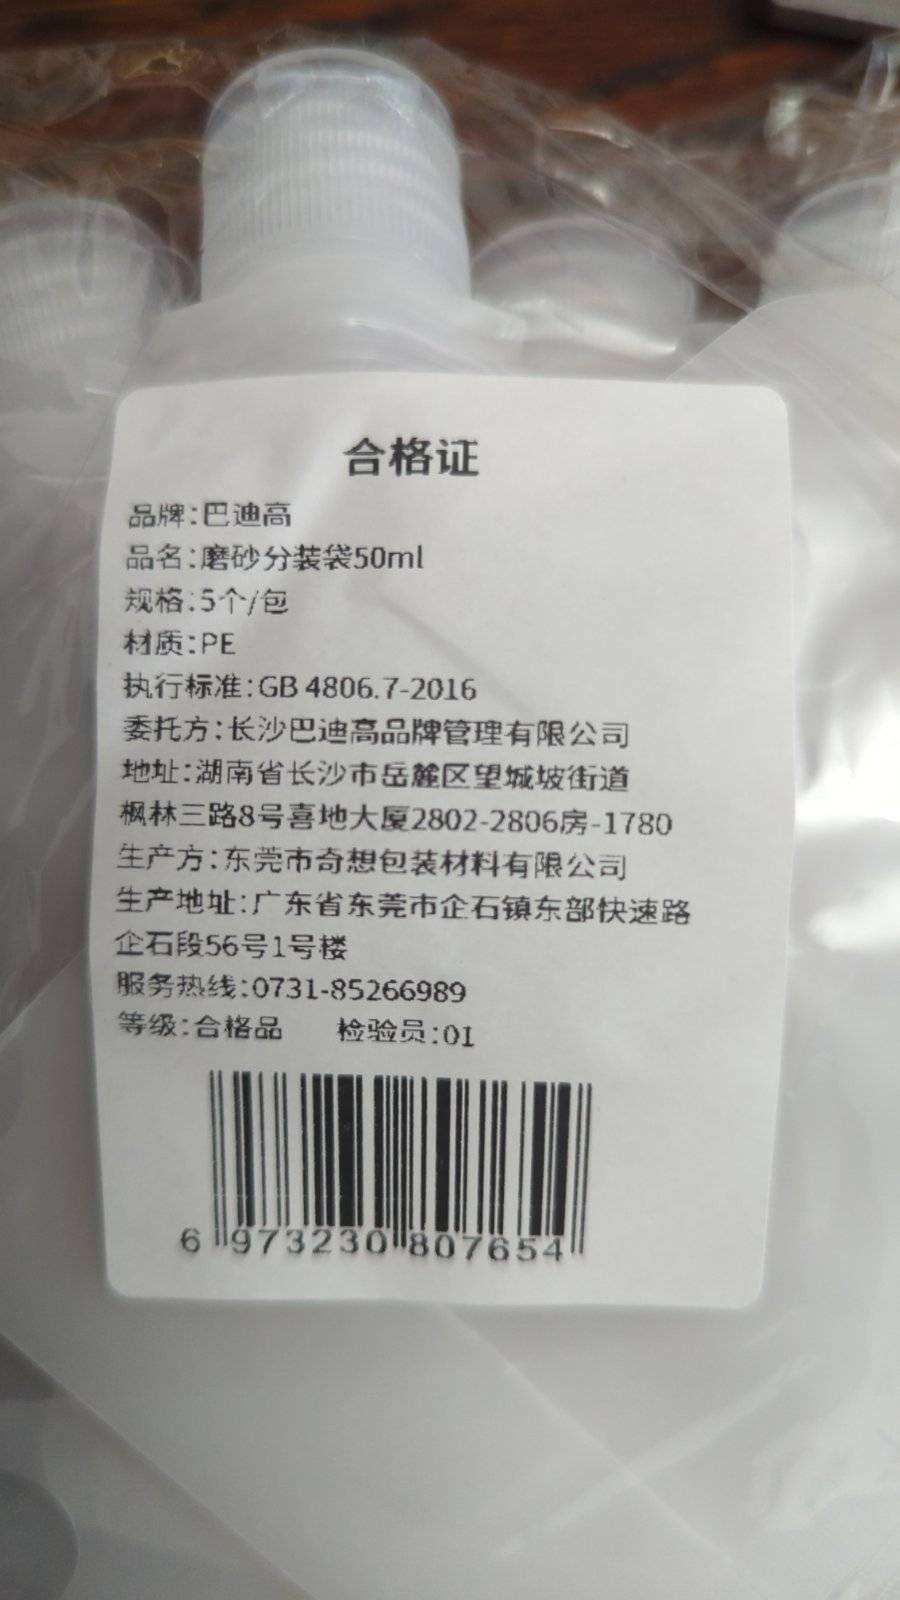 合格证
品牌:巴迪高
品名:磨砂分装袋50ml
规格:5个/包
材质:PE
执行标准:GB 4806.7-2016
委托方:长沙巴迪高品牌管理有限公司
地址:湖南省长沙市岳麓区望城坡街道
枫林三路8号喜地大厦2802-2806房-1780
生产方:东莞市奇想包装材料有限公司
生产地址:广东省东莞市企石镇东部快速路
企石段56号1号楼
服务热线:0731-85266989
等级:合格品 检验员:01
6 973230 807654